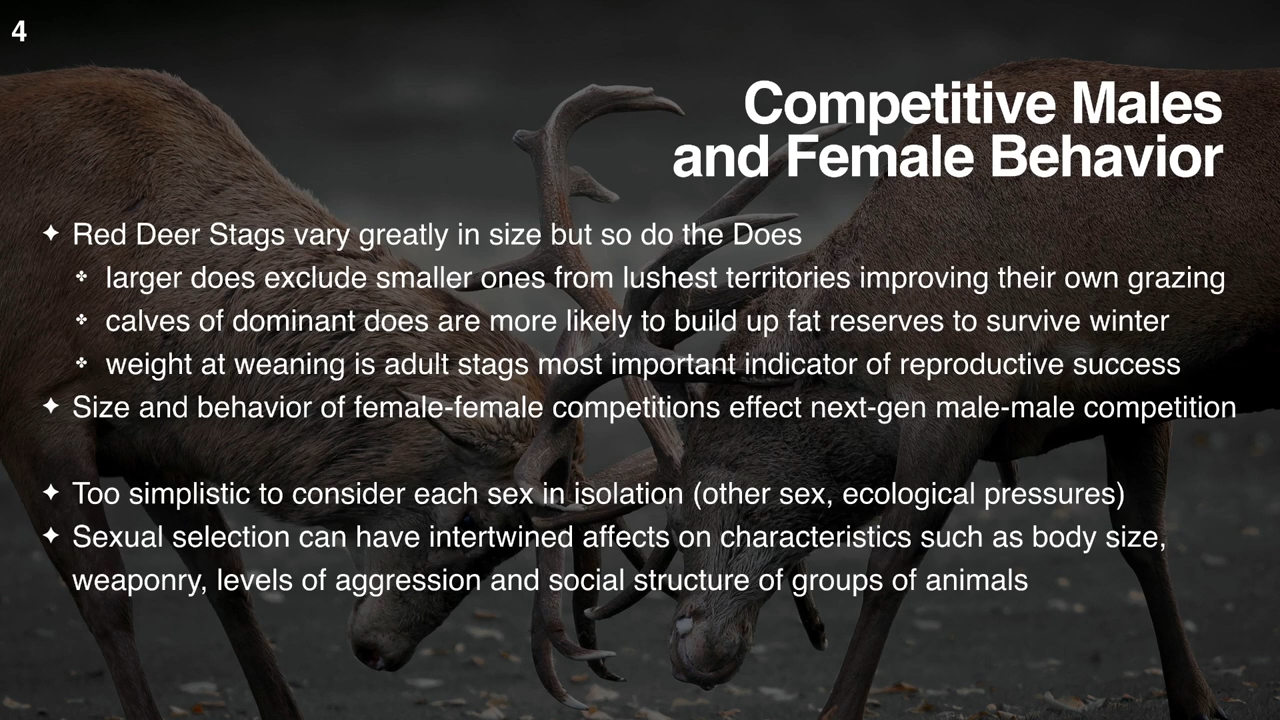 4
Competitive Males
and Female Behavior
✦ Red Deer Stags vary greatly in size but so do the Does
✤ larger does exclude smaller ones from lushest territories improving their own grazing
✤ calves of dominant does are more likely to build up fat reserves to survive winter
✤ weight at weaning is adult stags most important indicator of reproductive success
✦ Size and behavior of female-female competitions effect next-gen male-male competition
✦ Too simplistic to consider each sex in isolation (other sex, ecological pressures)
✦ Sexual selection can have intertwined affects on characteristics such as body size,
weaponry, levels of aggression and social structure of groups of animals